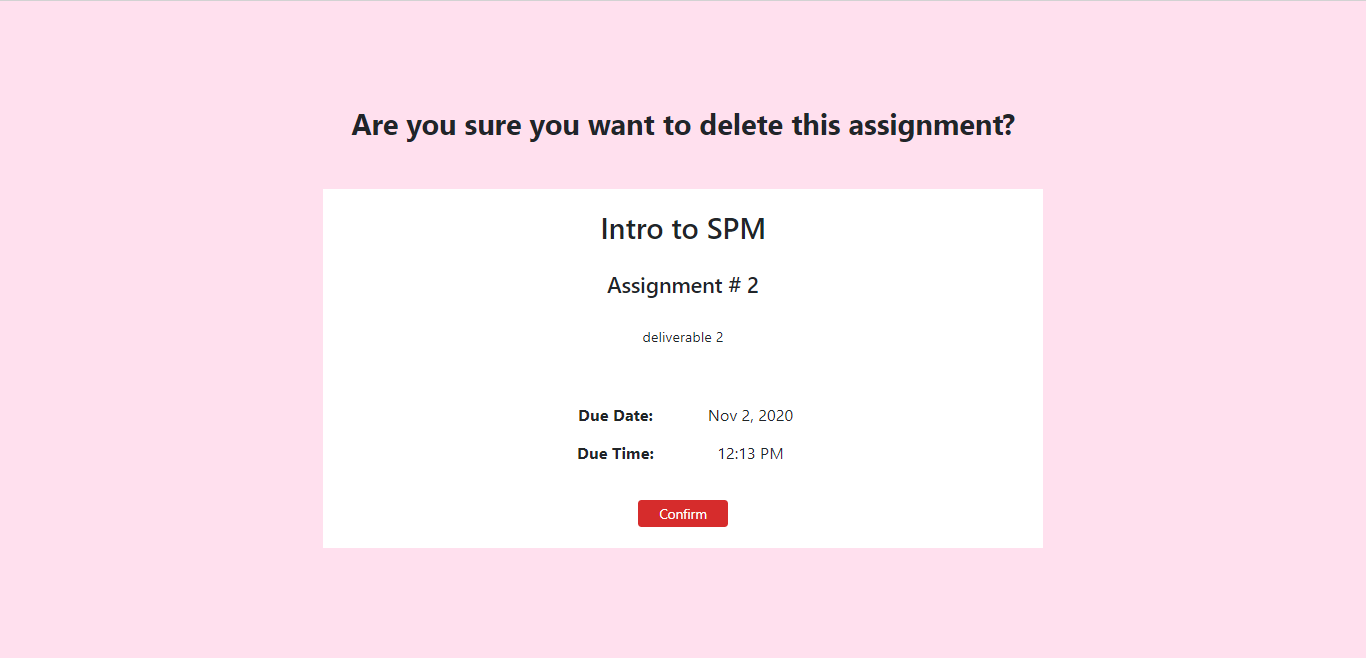 Are you sure you want to delete this assignment?
Intro to SPM
Assignment # 2
deliverable 2
Due Date: Nov 2, 2020
Due Time: 12:13 PM
Confirm